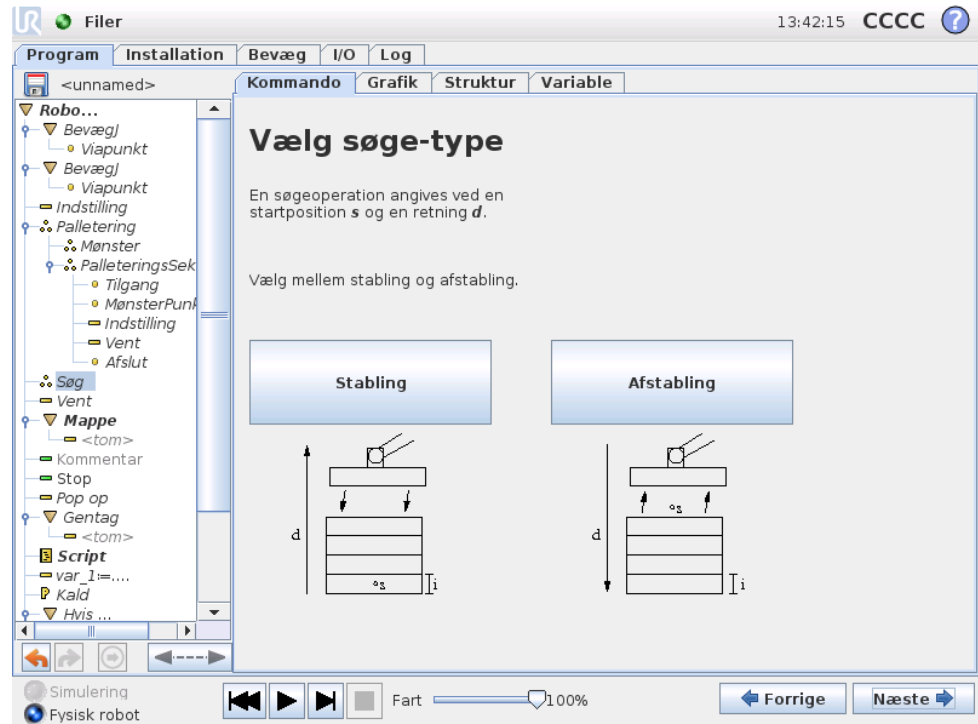 UR Filer 13:42:15 CCCC ?
Program Installation Bevæg I/O Log
<unnamed>
Kommando Grafik Struktur Variable
Robo...
BevægJ
Viapunkt
BevægJ
Viapunkt
Indstilling
Palletering
Mønster
PalleteringsSek
Tilgang
MønsterPunk
Indstilling
Vent
Afslut
Søg
Vent
Mappe
<tom>
Kommentar
Stop
Pop op
Gentag
<tom>
Script
var_1:=....
P Kald
Hvis ...
Vælg søge-type
En søgeoperation angives ved en
startposition s og en retning d.
Vælg mellem stabling og afstabling.
Stabling
Afstabling
d
s
i
d
s
i
Simulering
Fysisk robot
Fart 100%
Forrige
Næste